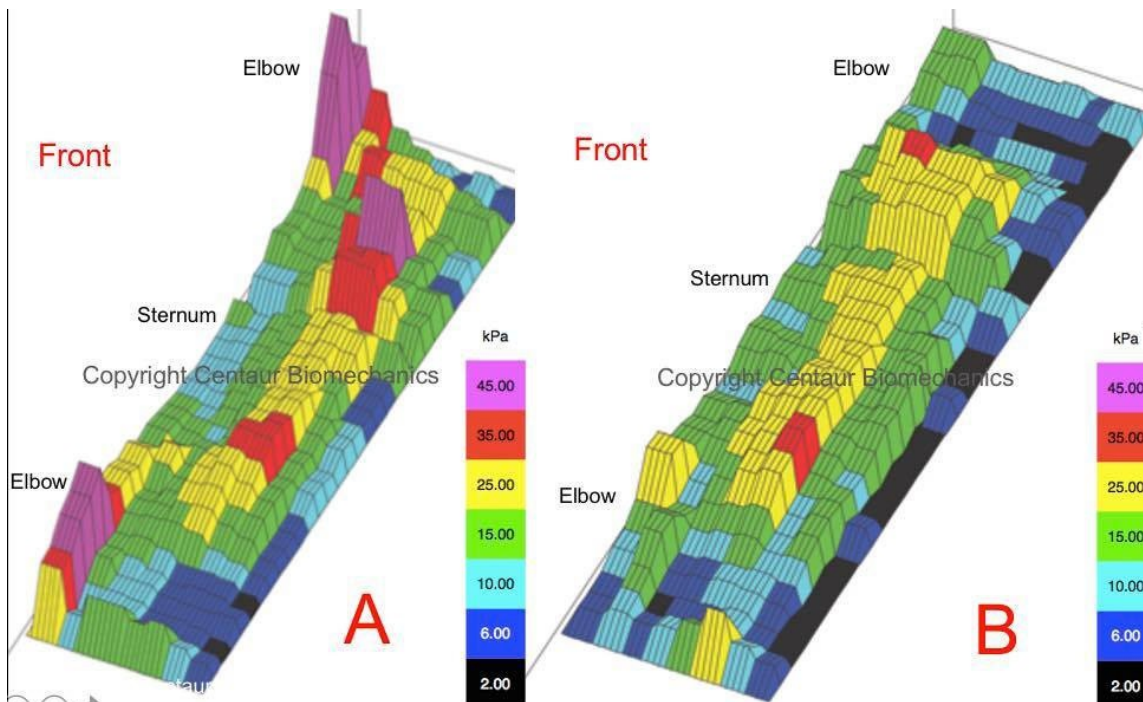 Elbow
Front
Sternum
Copyright Centaur Biomechanics
Elbow
kPa
45.00
35.00
25.00
15.00
10.00
6.00
2.00
A
Elbow
Front
Sternum
Copyright Centaur Biomechanics
Elbow
kPa
45.00
35.00
25.00
15.00
10.00
6.00
2.00
B